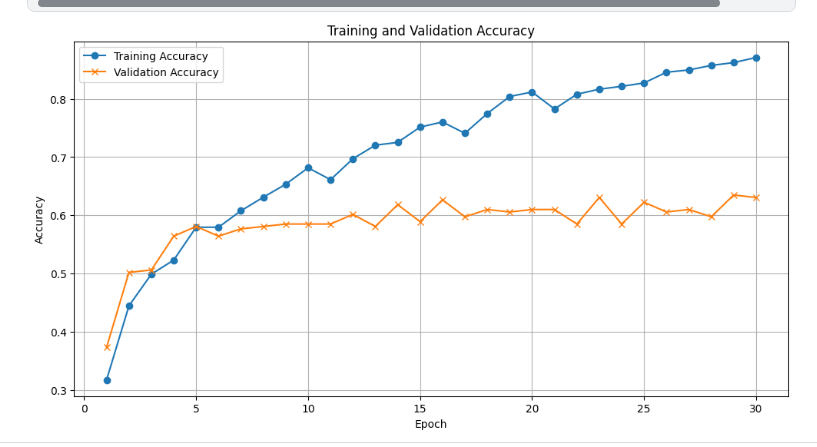 Training and Validation Accuracy
Training Accuracy
Validation Accuracy
0.8
0.7
0.6
0.5
0.4
0.3
Accuracy
0 5 10 15 20 25 30
Epoch